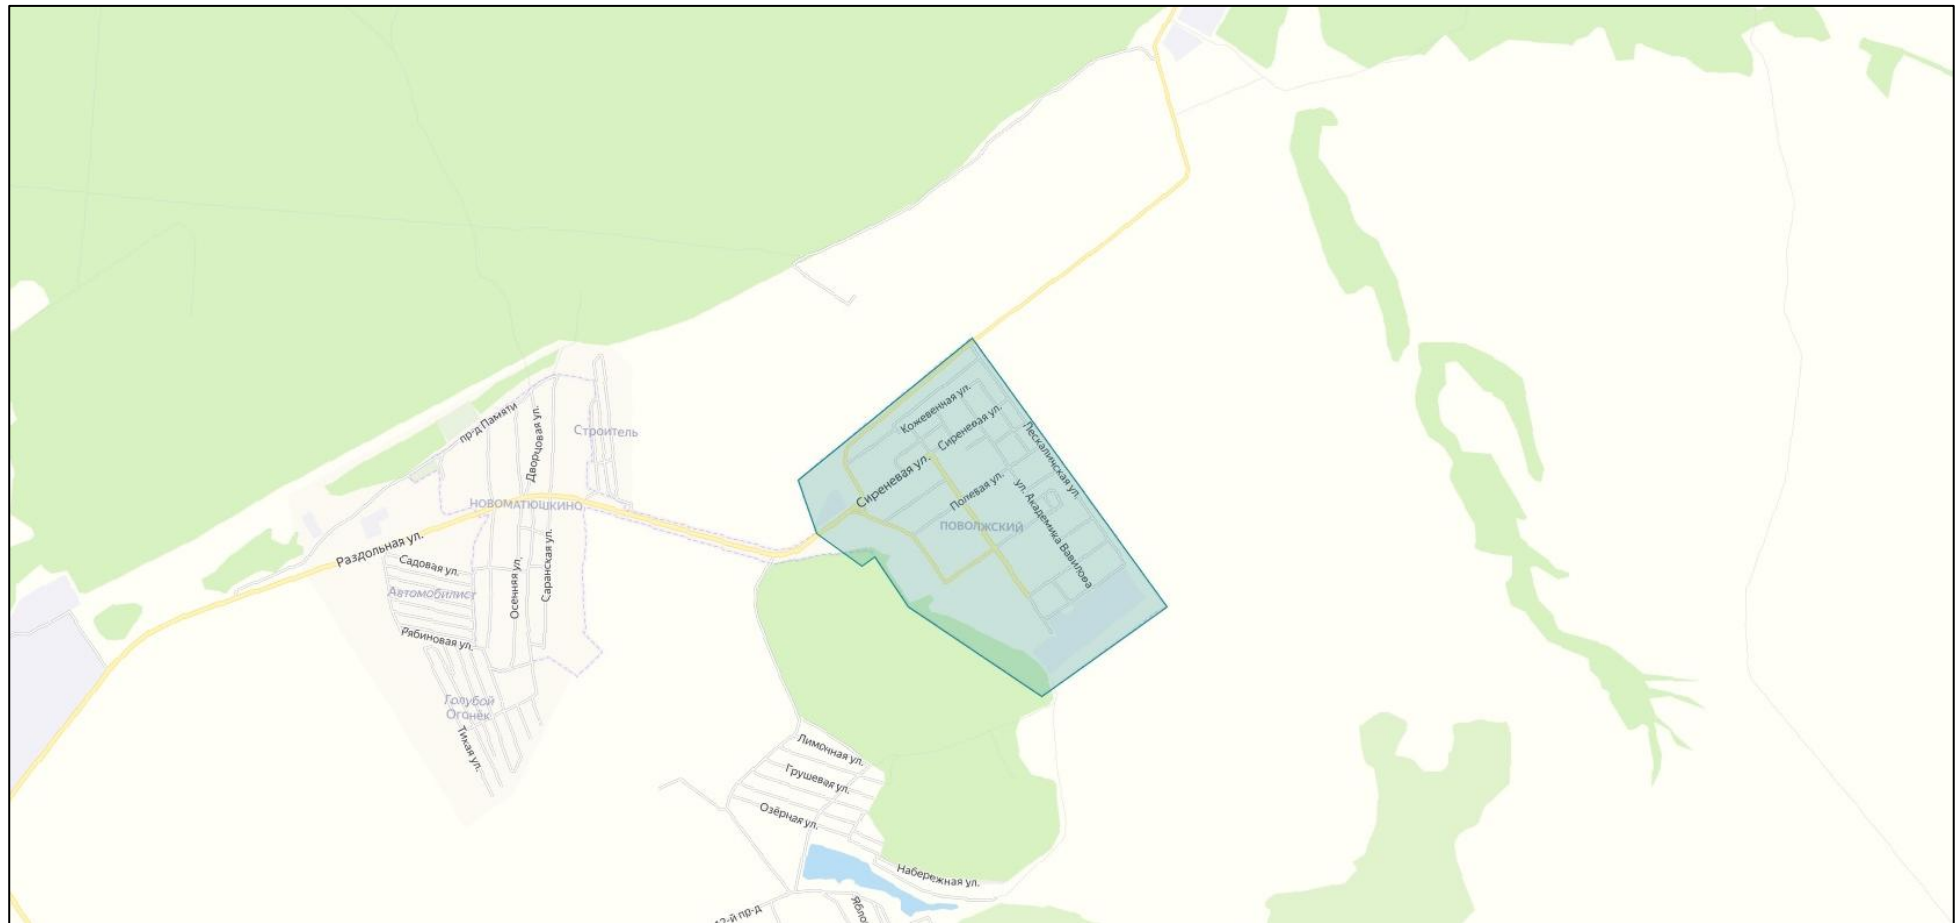 Кожевенная ул.
Сиреневая ул.
Пескалинская ул.
пр-д Памяти
Дворцовая ул.
Строитель
Сиреневая ул.
Полевая ул.
ул. Академика Вавилова
НОВОМАТЮШКИНО
ПОВОЛЖСКИЙ
Раздольная ул.
Садовая ул.
Осенняя ул.
Саранская ул.
Автомобилист
Рябиновая ул.
Голубой
Огонёк
Тихая ул.
Лимочная ул.
Грушевая ул.
Озёрная ул.
Набережная ул.